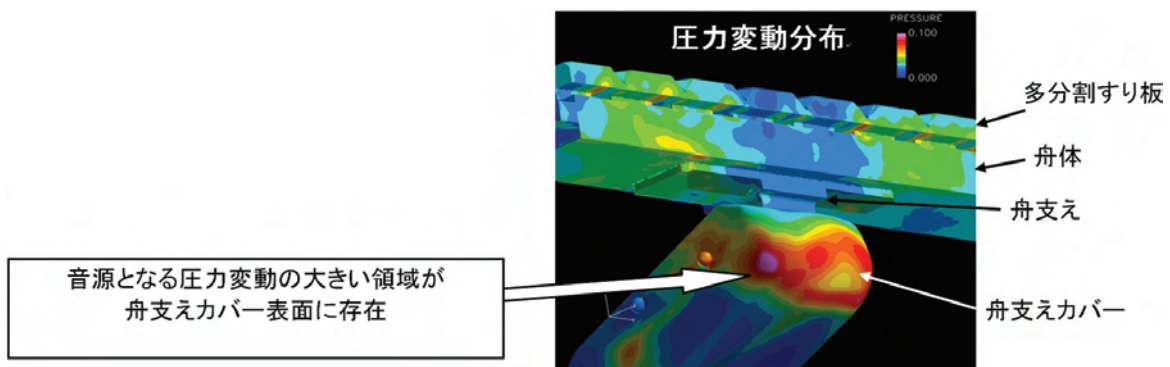 圧力変動分布
PRESSURE
0.100
0.000
多分割すり板
舟体
舟支え
舟支えカバー
音源となる圧力変動の大きい領域が
舟支えカバー表面に存在